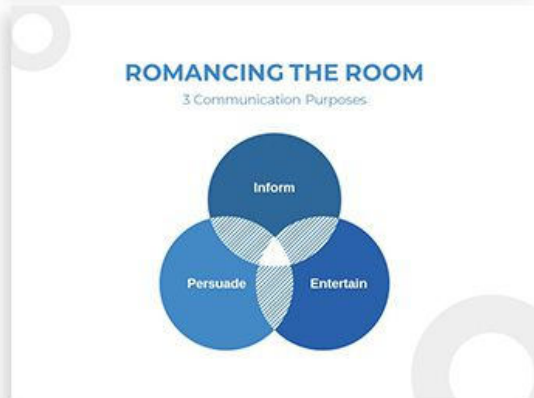 ROMANCING THE ROOM
3 Communication Purposes
Inform
Persuade
Entertain